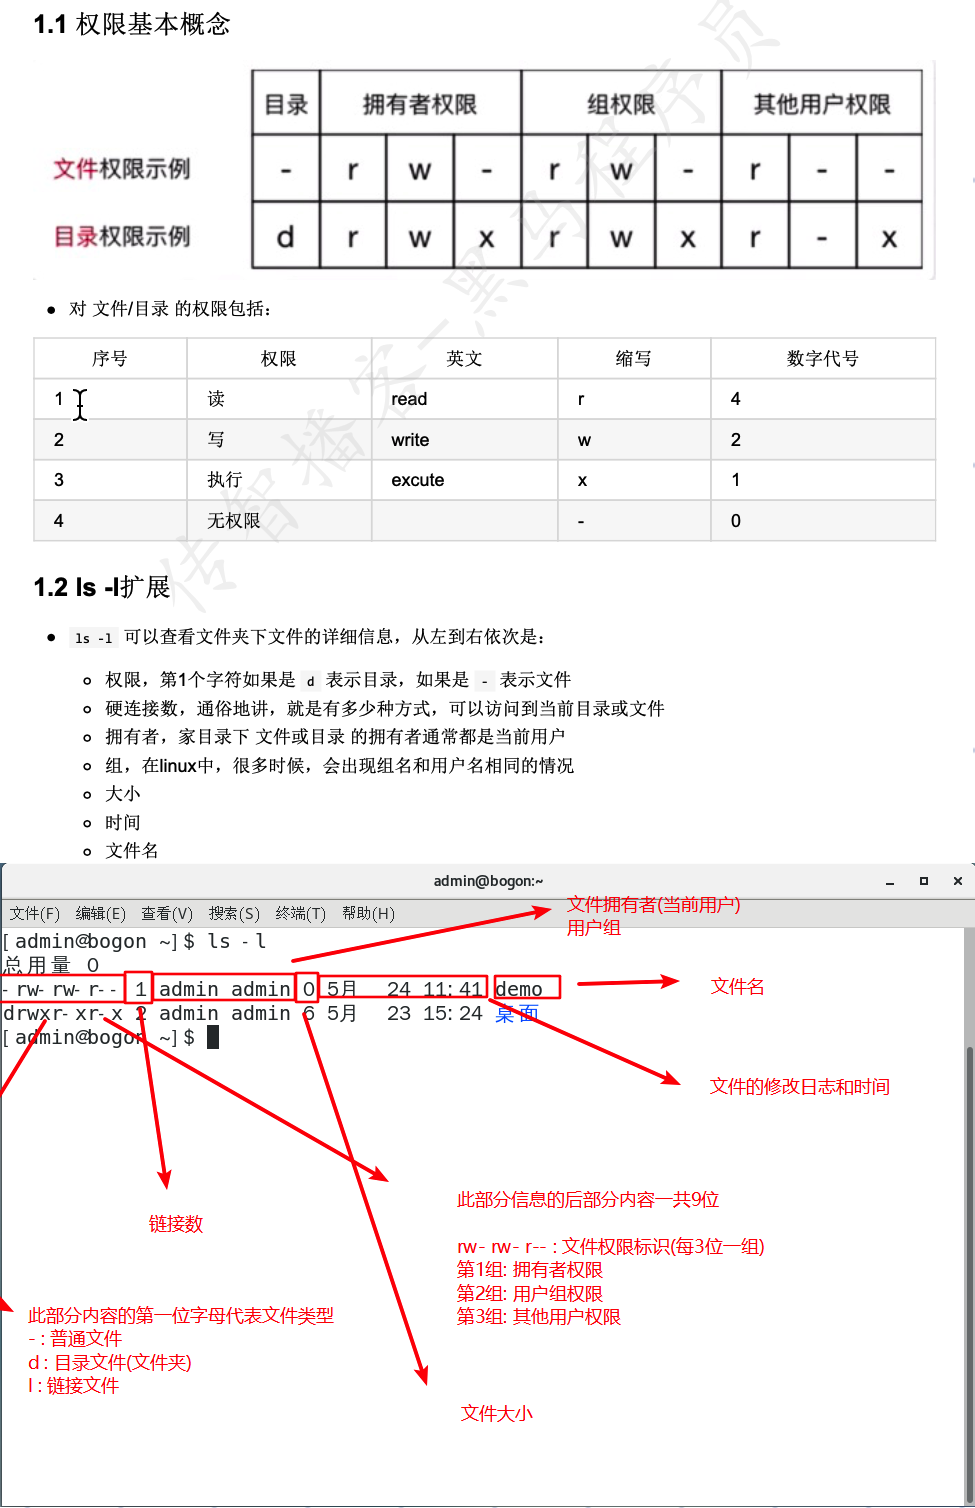 1.1 权限基本概念
目录 拥有者权限 组权限 其他用户权限
文件权限示例 - r w - r w - r - -
目录权限示例 d r w x r w x r - x
对 文件/目录 的权限包括：
序号 权限 英文 缩写 数字代号
1 读 read r 4
2 写 write w 2
3 执行 excute x 1
4 无权限 - 0
传智播客-黑马程序员
1.2 ls -l扩展
ls -l 可以查看文件夹下文件的详细信息，从左到右依次是：
权限，第1个字符如果是 d 表示目录，如果是 - 表示文件
硬连接数，通俗地讲，就是有多少种方式，可以访问到当前目录或文件
拥有者，家目录下 文件或目录 的拥有者通常都是当前用户
组，在linux中，很多时候，会出现组名和用户名相同的情况
大小
时间
文件名
admin@bogon:~
文件(F) 编辑(E) 查看(V) 搜索(S) 终端(T) 帮助(H)
文件拥有者(当前用户)
用户组
[admin@bogon ~]$ ls -l
总用量 0
-rw-rw-r-- 1 admin admin 0 5月 24 11:41 demo
文件名
drwxr-xr-x 2 admin admin 6 5月 23 15:24 桌面
[admin@bogon ~]$
文件的修改日志和时间
此部分信息的后部分内容一共9位
链接数
rw- rw- r-- : 文件权限标识(每3位一组)
第1组: 拥有者权限
第2组: 用户组权限
第3组: 其他用户权限
此部分内容的第一位字母代表文件类型
- : 普通文件
d : 目录文件(文件夹)
l : 链接文件
文件大小